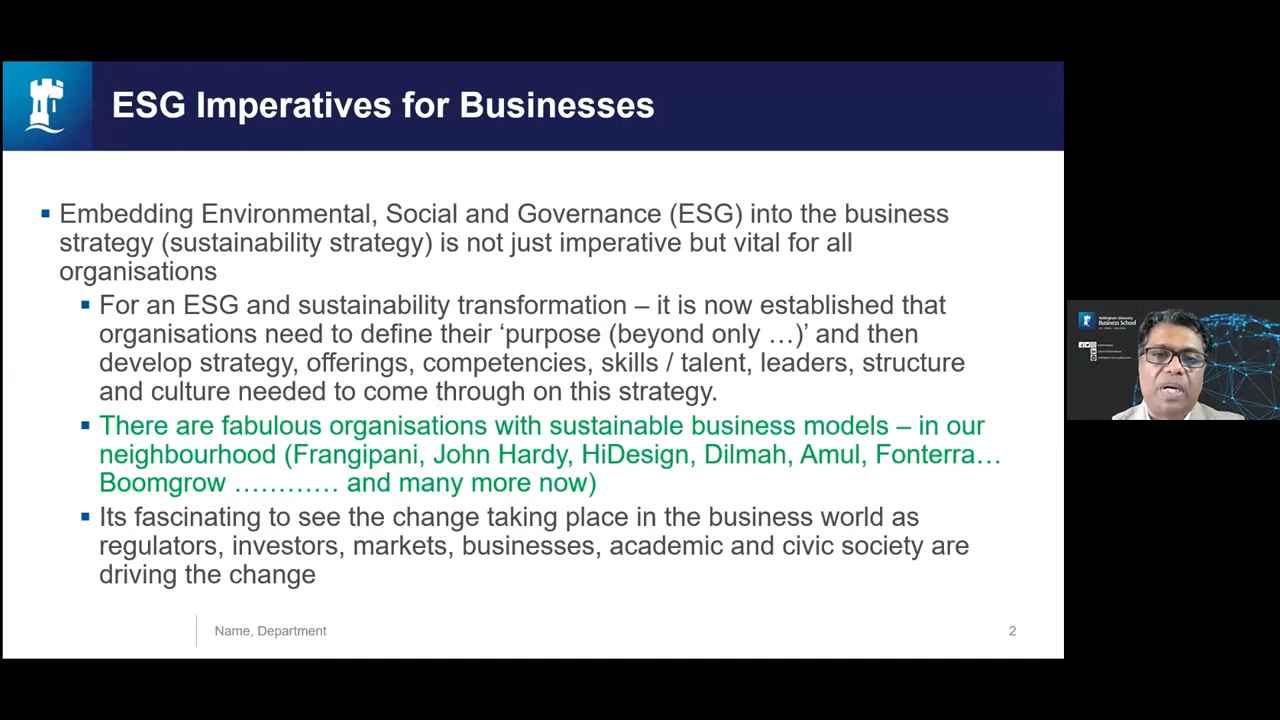 ESG Imperatives for Businesses
Embedding Environmental, Social and Governance (ESG) into the business
strategy (sustainability strategy) is not just imperative but vital for all
organisations
For an ESG and sustainability transformation – it is now established that
organisations need to define their ‘purpose (beyond only …)’ and then
develop strategy, offerings, competencies, skills / talent, leaders, structure
and culture needed to come through on this strategy.
There are fabulous organisations with sustainable business models – in our
neighbourhood (Frangipani, John Hardy, HiDesign, Dilmah, Amul, Fonterra…
Boomgrow ………… and many more now)
Its fascinating to see the change taking place in the business world as
regulators, investors, markets, businesses, academic and civic society are
driving the change
Name, Department
2
Nottingham University
Business School